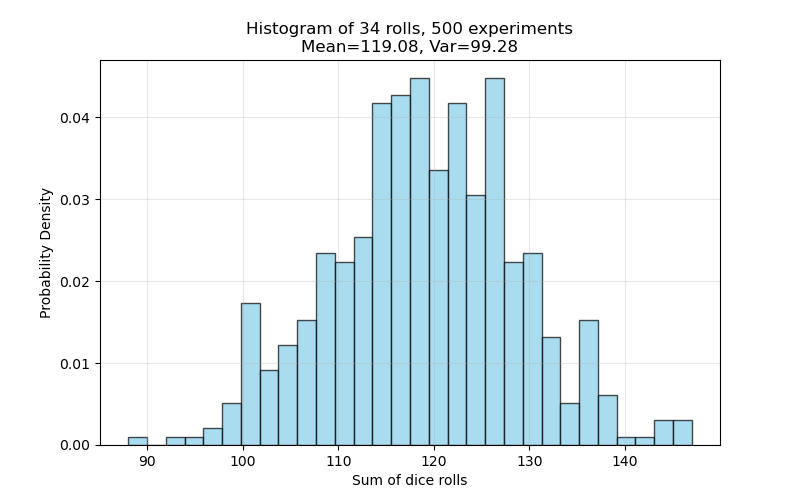 Histogram of 34 rolls, 500 experiments
Mean=119.08, Var=99.28
0.04
0.03
0.02
0.01
0.00
Probability Density
90 100 110 120 130 140
Sum of dice rolls